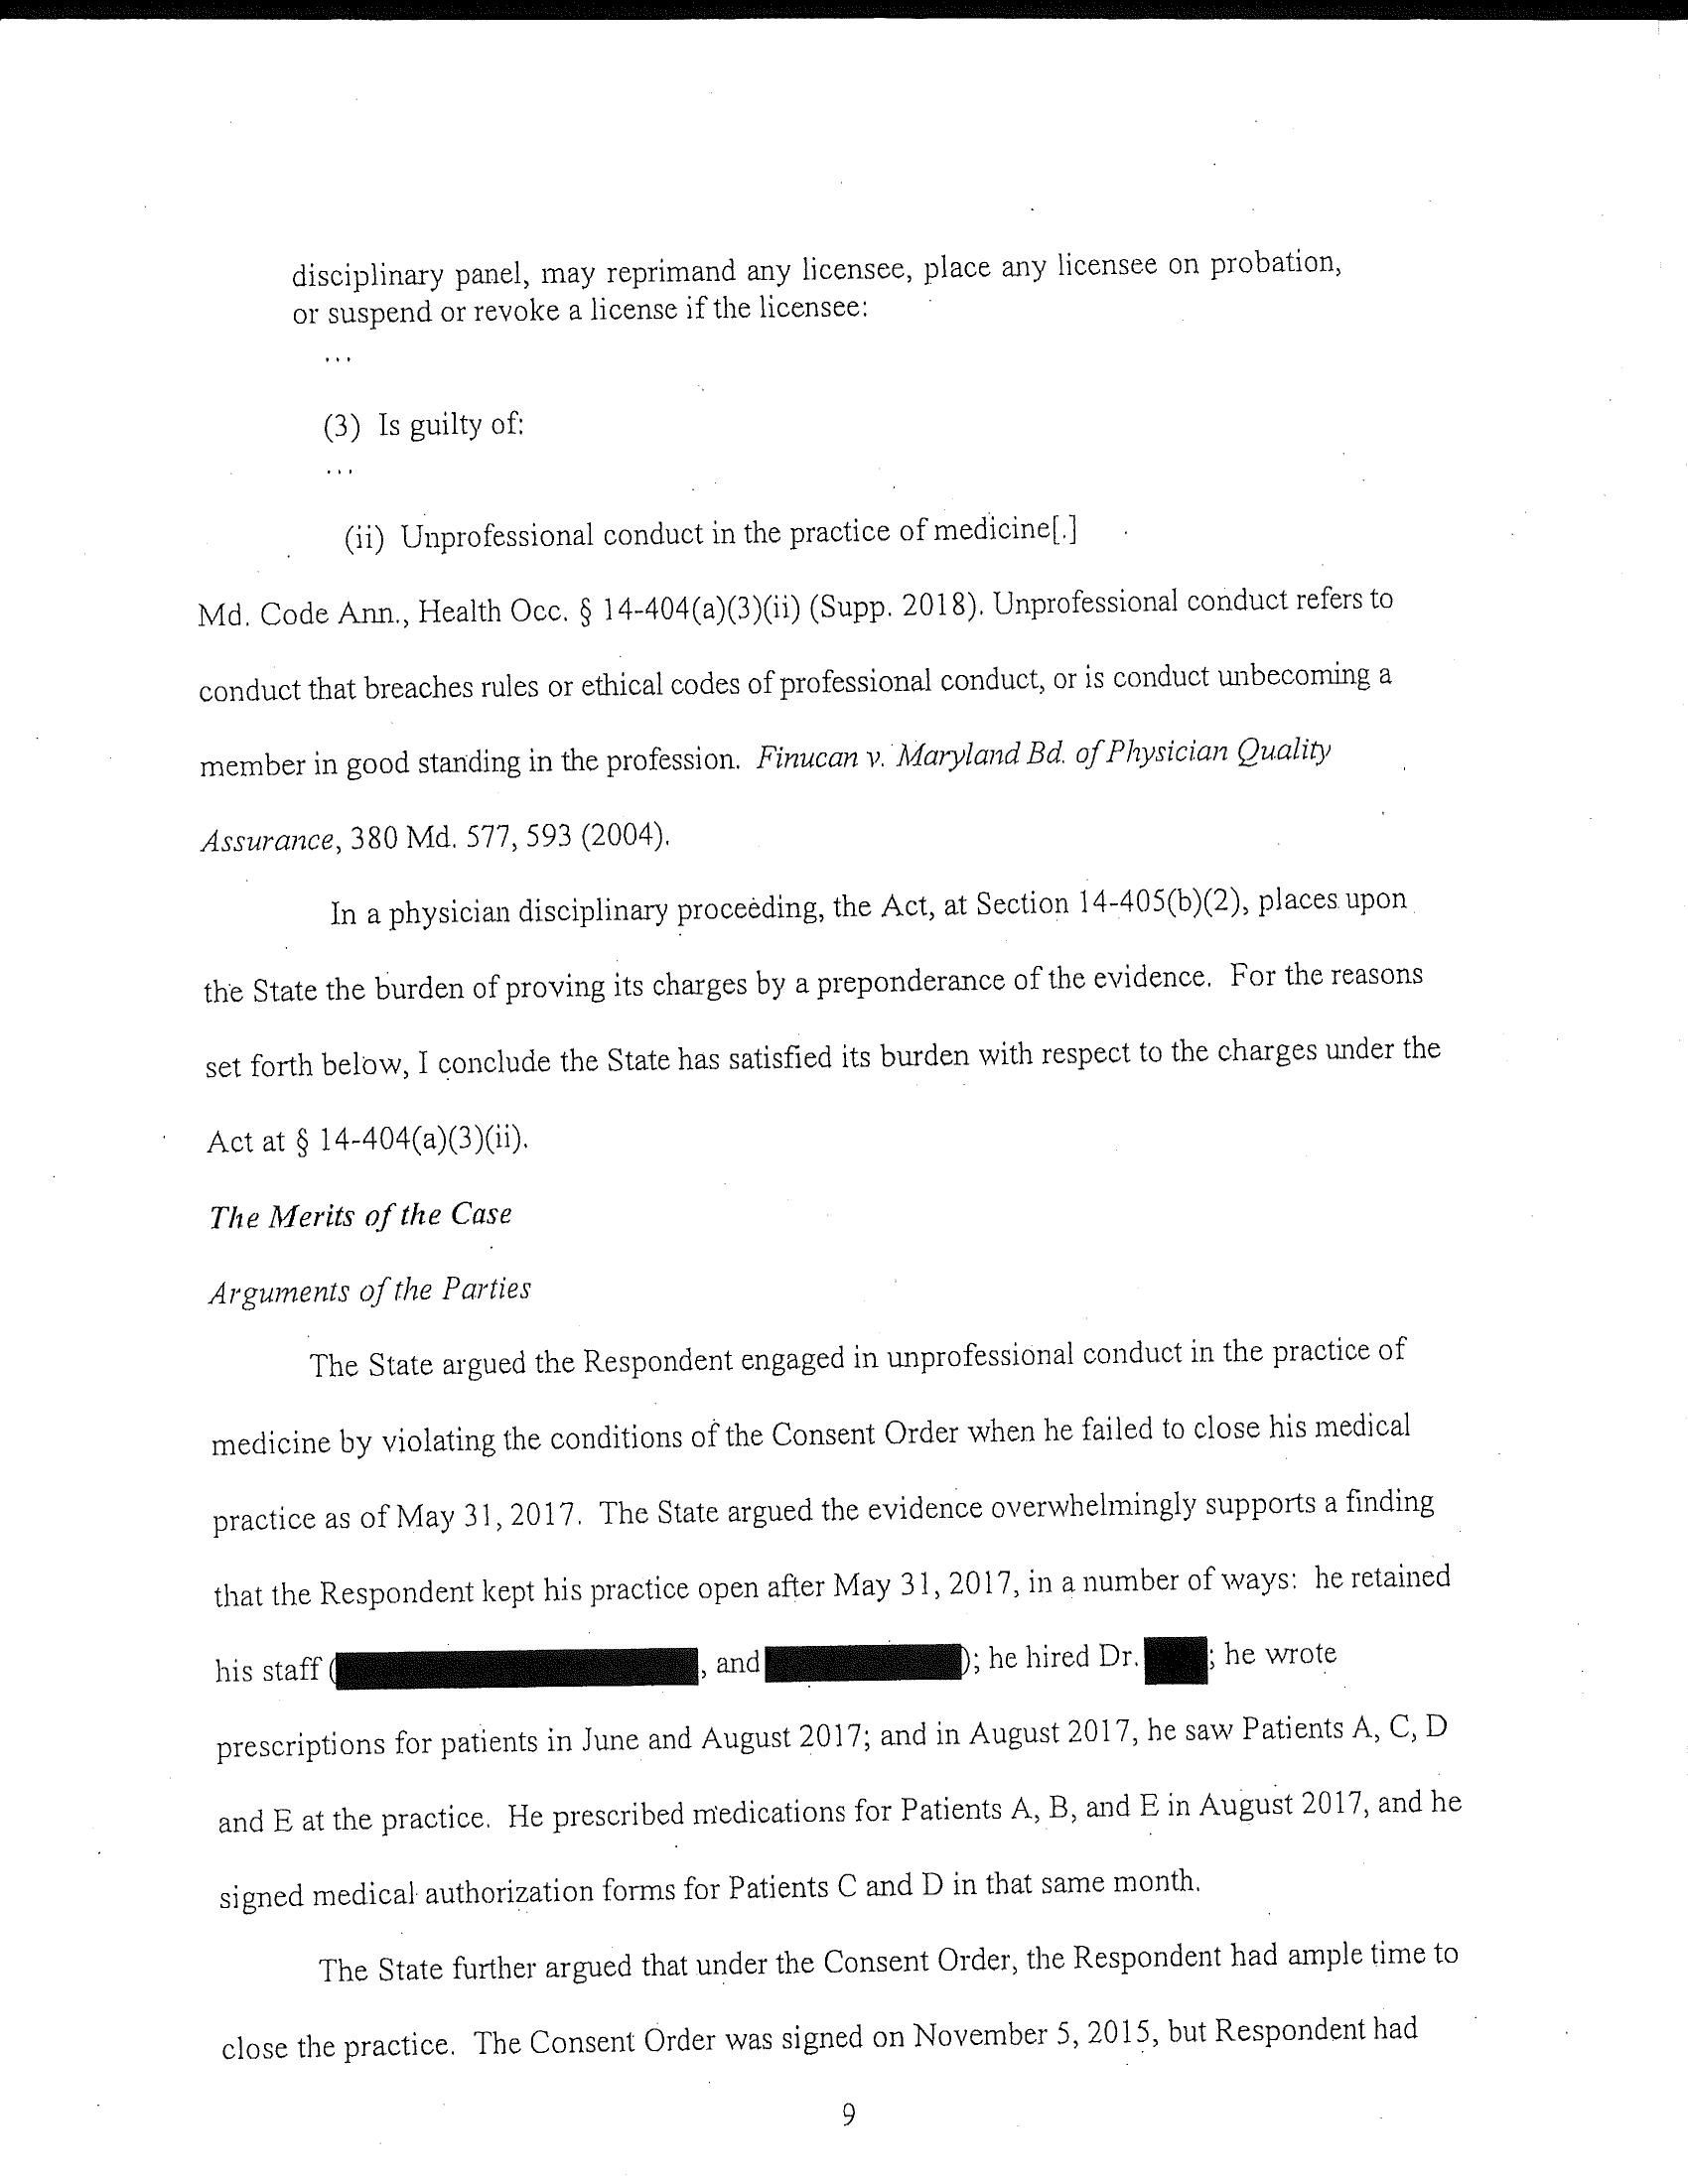 disciplinary panel, may reprimand any licensee, place any licensee on probation,
or suspend or revoke a license if the licensee:
...
(3) Is guilty of:
...
(ii) Unprofessional conduct in the practice of medicine[.]
Md. Code Ann., Health Occ. § 14-404(a)(3)(ii) (Supp. 2018). Unprofessional conduct refers to
conduct that breaches rules or ethical codes of professional conduct, or is conduct unbecoming a
member in good standing in the profession. Finucan v. Maryland Bd. of Physician Quality
Assurance, 380 Md. 577, 593 (2004).
In a physician disciplinary proceeding, the Act, at Section 14-405(b)(2), places upon
the State the burden of proving its charges by a preponderance of the evidence. For the reasons
set forth below, I conclude the State has satisfied its burden with respect to the charges under the
Act at § 14-404(a)(3)(ii).
The Merits of the Case
Arguments of the Parties
The State argued the Respondent engaged in unprofessional conduct in the practice of
medicine by violating the conditions of the Consent Order when he failed to close his medical
practice as of May 31, 2017. The State argued the evidence overwhelmingly supports a finding
that the Respondent kept his practice open after May 31, 2017, in a number of ways: he retained
his staff ( , and ); he hired Dr. ; he wrote
prescriptions for patients in June and August 2017; and in August 2017, he saw Patients A, C, D
and E at the practice. He prescribed medications for Patients A, B, and E in August 2017, and he
signed medical authorization forms for Patients C and D in that same month.
The State further argued that under the Consent Order, the Respondent had ample time to
close the practice. The Consent Order was signed on November 5, 2015, but Respondent had
9